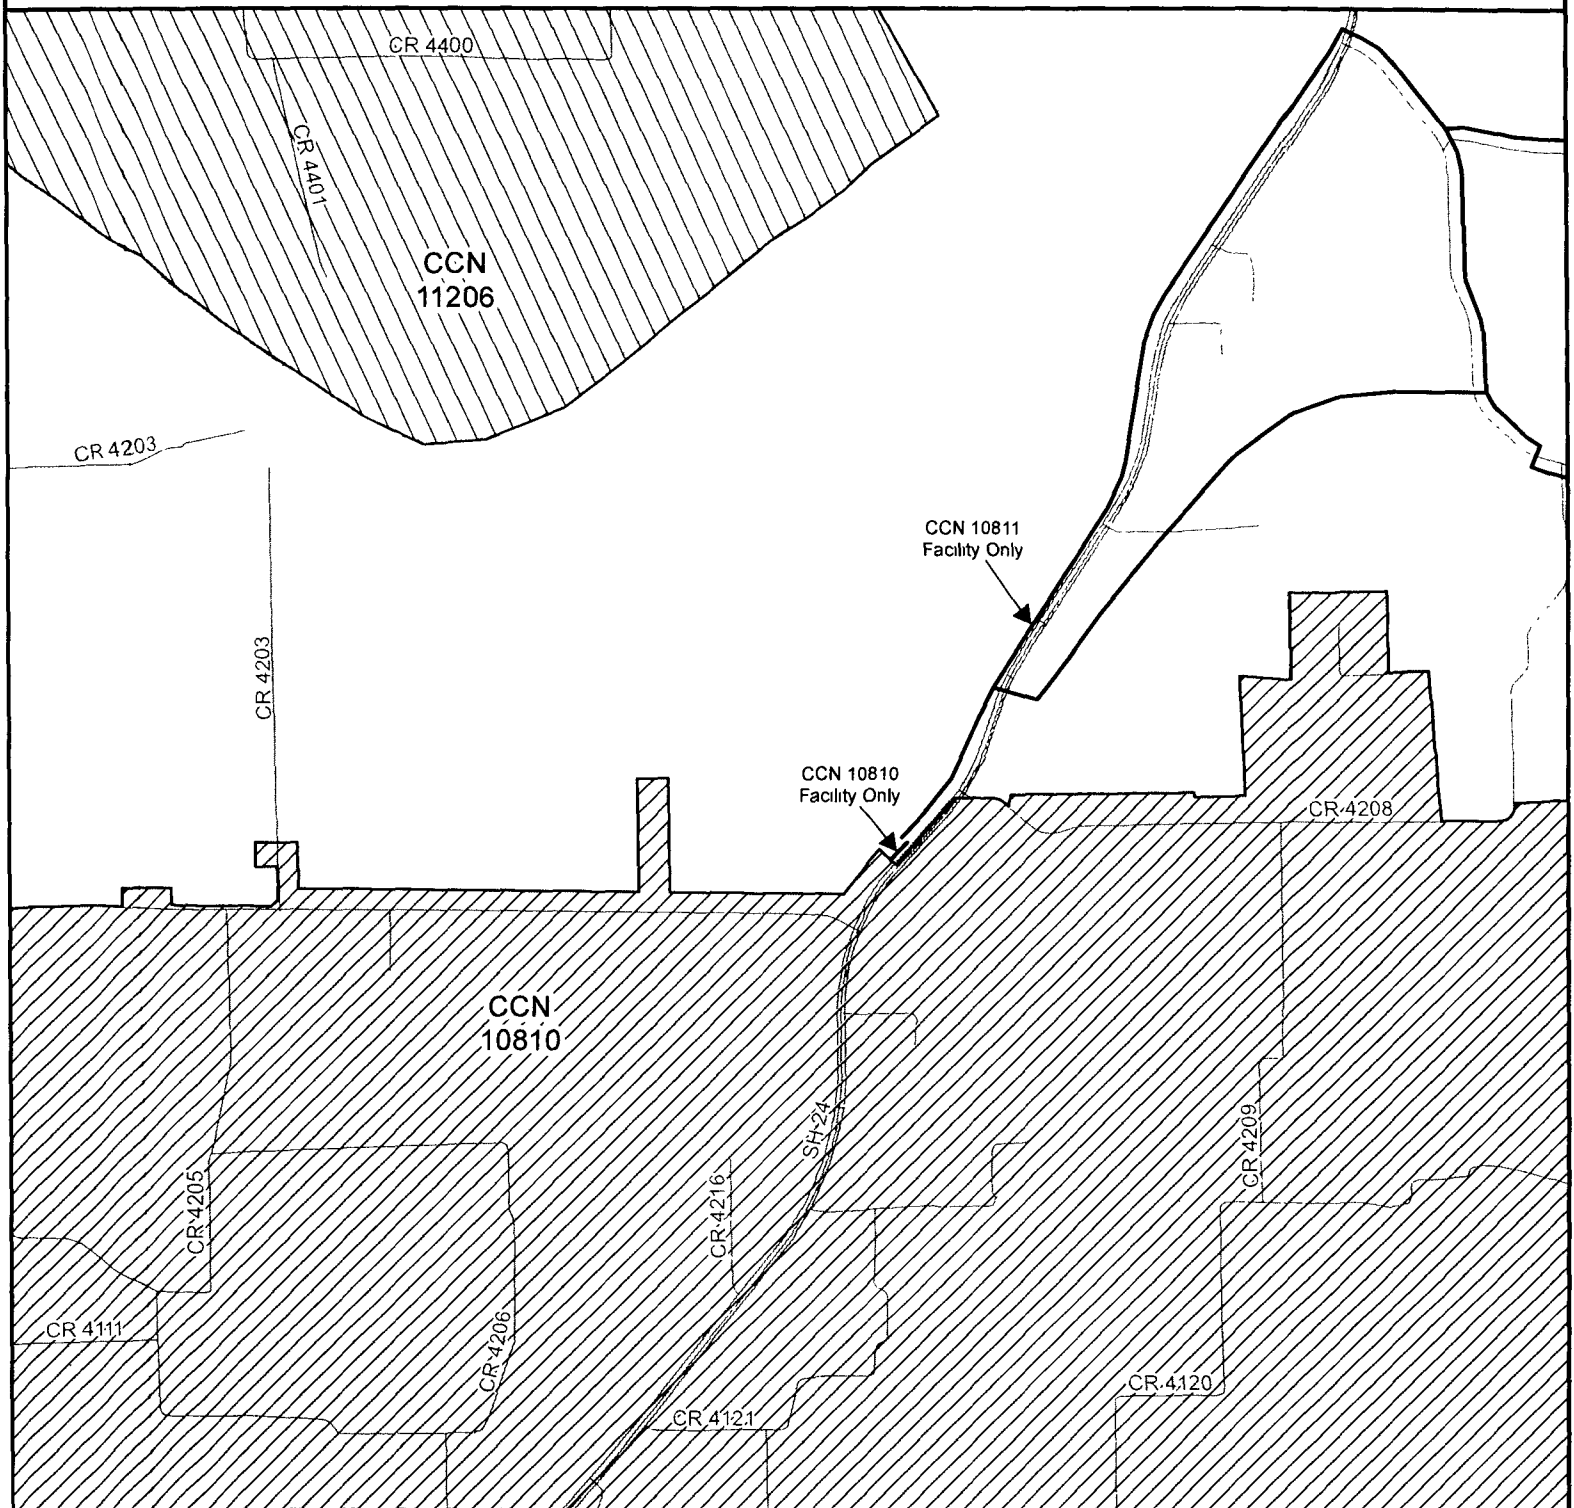 CR 4400
CR 4401
CCN
11206
CR 4203
CCN 10811
Facility Only
CR 4203
CCN 10810
Facility Only
CR 4208
CCN
10810
SH 24
CR 4209
CR 4205
CR 4216
CR 4111
CR 4206
CR 4120
CR 4121